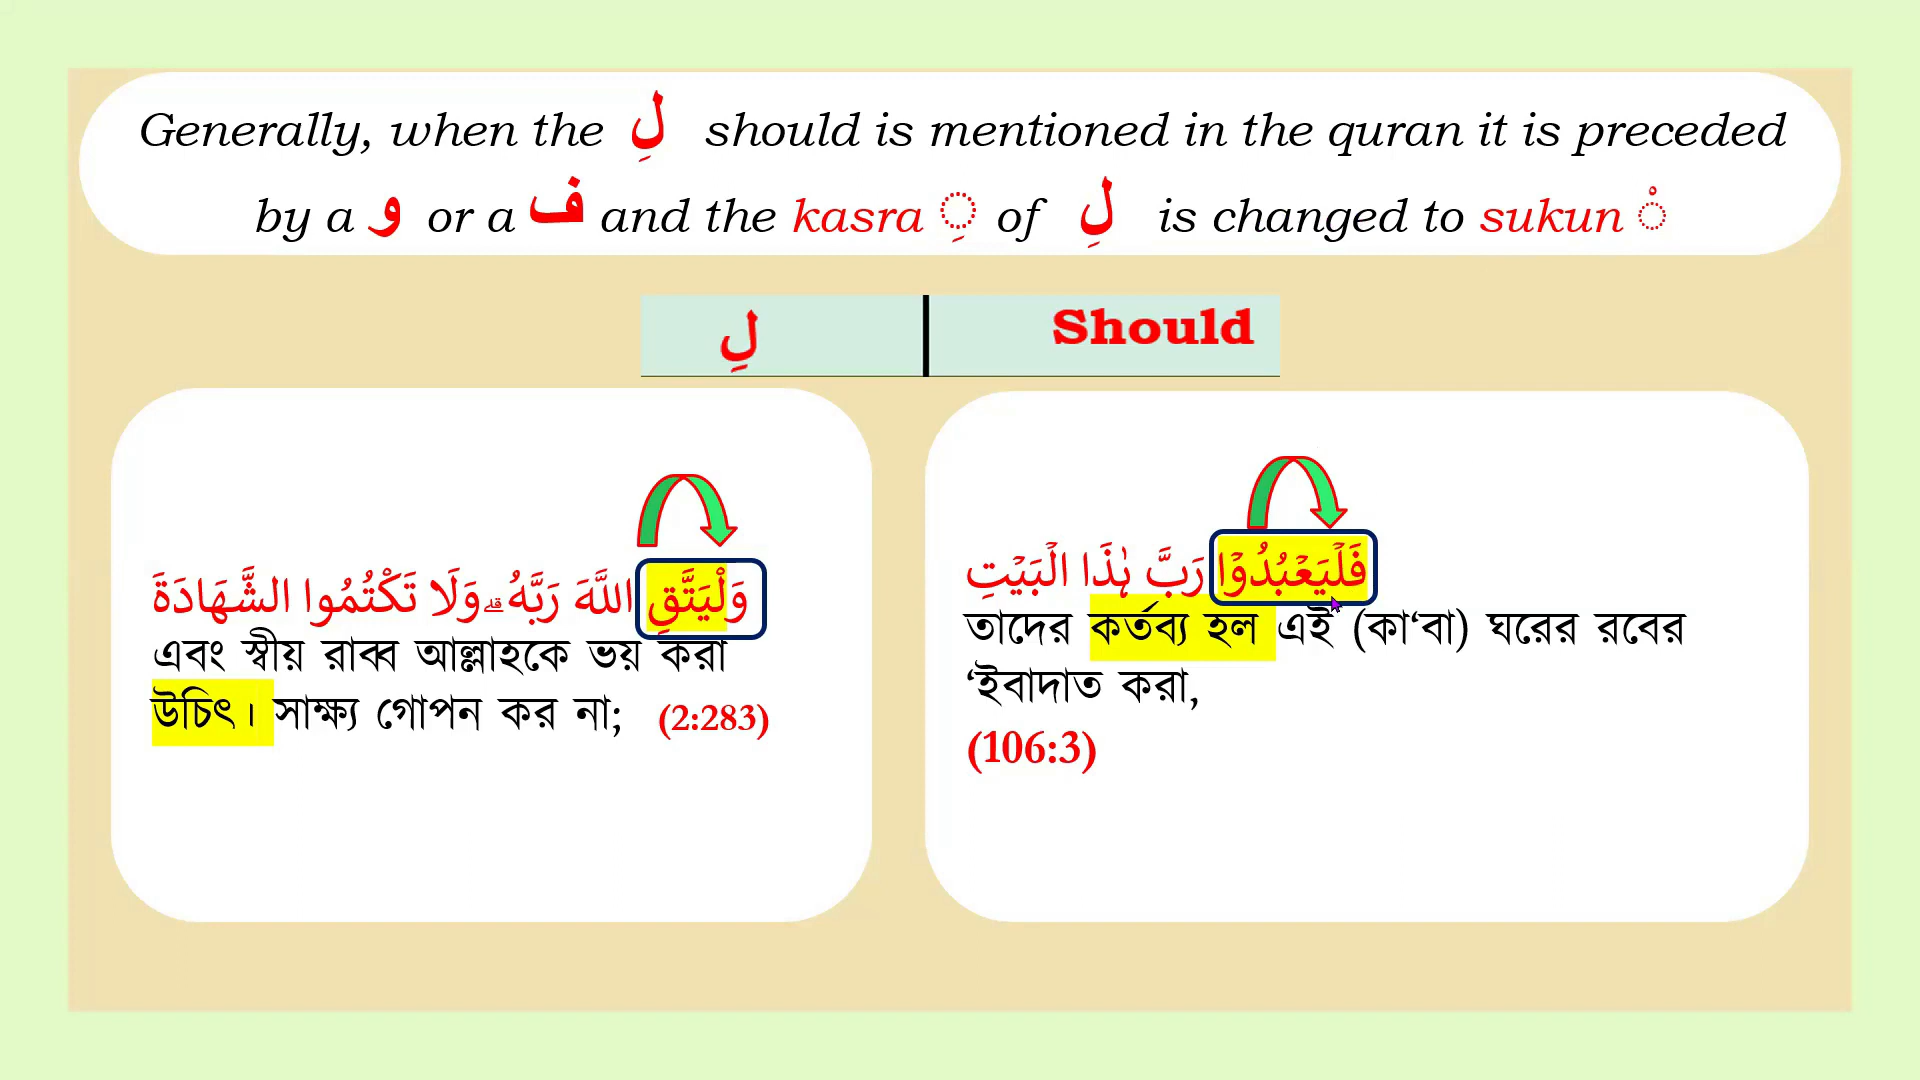 Generally, when the لِ should is mentioned in the quran it is preceded
by a و or a ف and the kasra ◌ِ of لِ is changed to sukun ◌ْ
لِ Should
وَلْيَتَّقِ اللَّهَ رَبَّهُ ۗ وَلَا تَكْتُمُوا الشَّهَادَةَ
এবং স্বীয় রাব্ব আল্লাহকে ভয় করা
উচিৎ। সাক্ষ্য গোপন কর না; (2:283)
فَلْيَعْبُدُوْا رَبَّ هٰذَا الْبَيْتِ
তাদের কর্তব্য হল এই (কা‘বা) ঘরের রবের
‘ইবাদাত করা,
(106:3)